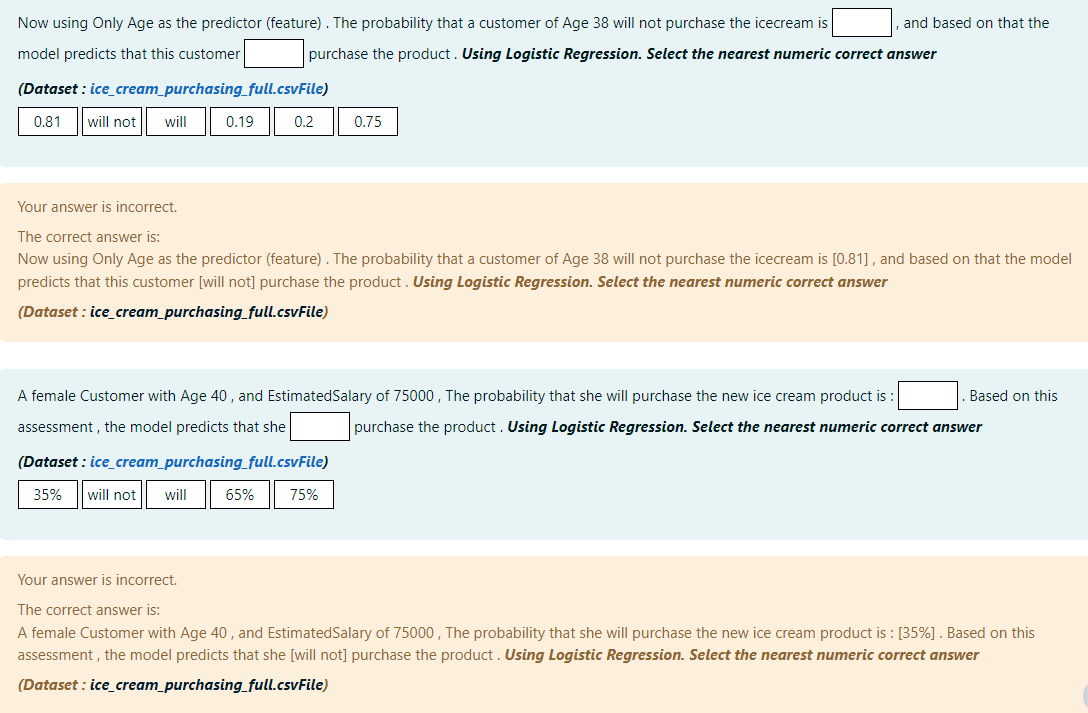 Now using Only Age as the predictor (feature) . The probability that a customer of Age 38 will not purchase the icecream is , and based on that the
model predicts that this customer purchase the product . Using Logistic Regression. Select the nearest numeric correct answer
(Dataset : ice_cream_purchasing_full.csvFile)
0.81 will not will 0.19 0.2 0.75
Your answer is incorrect.
The correct answer is:
Now using Only Age as the predictor (feature) . The probability that a customer of Age 38 will not purchase the icecream is [0.81] , and based on that the model
predicts that this customer [will not] purchase the product . Using Logistic Regression. Select the nearest numeric correct answer
(Dataset : ice_cream_purchasing_full.csvFile)
A female Customer with Age 40 , and EstimatedSalary of 75000 , The probability that she will purchase the new ice cream product is : . Based on this
assessment , the model predicts that she purchase the product . Using Logistic Regression. Select the nearest numeric correct answer
(Dataset : ice_cream_purchasing_full.csvFile)
35% will not will 65% 75%
Your answer is incorrect.
The correct answer is:
A female Customer with Age 40 , and EstimatedSalary of 75000 , The probability that she will purchase the new ice cream product is : [35%] . Based on this
assessment , the model predicts that she [will not] purchase the product . Using Logistic Regression. Select the nearest numeric correct answer
(Dataset : ice_cream_purchasing_full.csvFile)